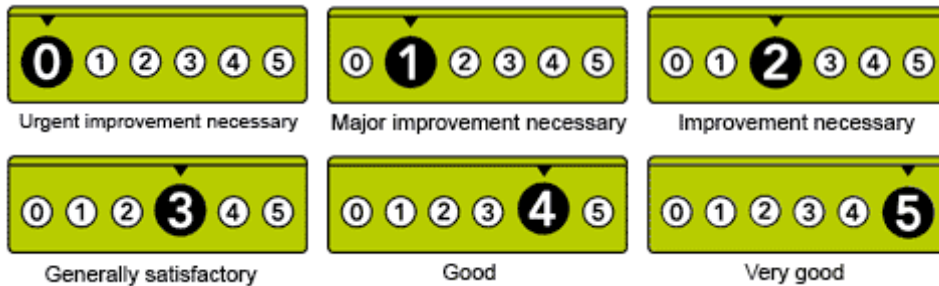 0 1 2 3 4 5
Urgent improvement necessary
0 1 2 3 4 5
Major improvement necessary
0 1 2 3 4 5
Improvement necessary
0 1 2 3 4 5
Generally satisfactory
0 1 2 3 4 5
Good
0 1 2 3 4 5
Very good